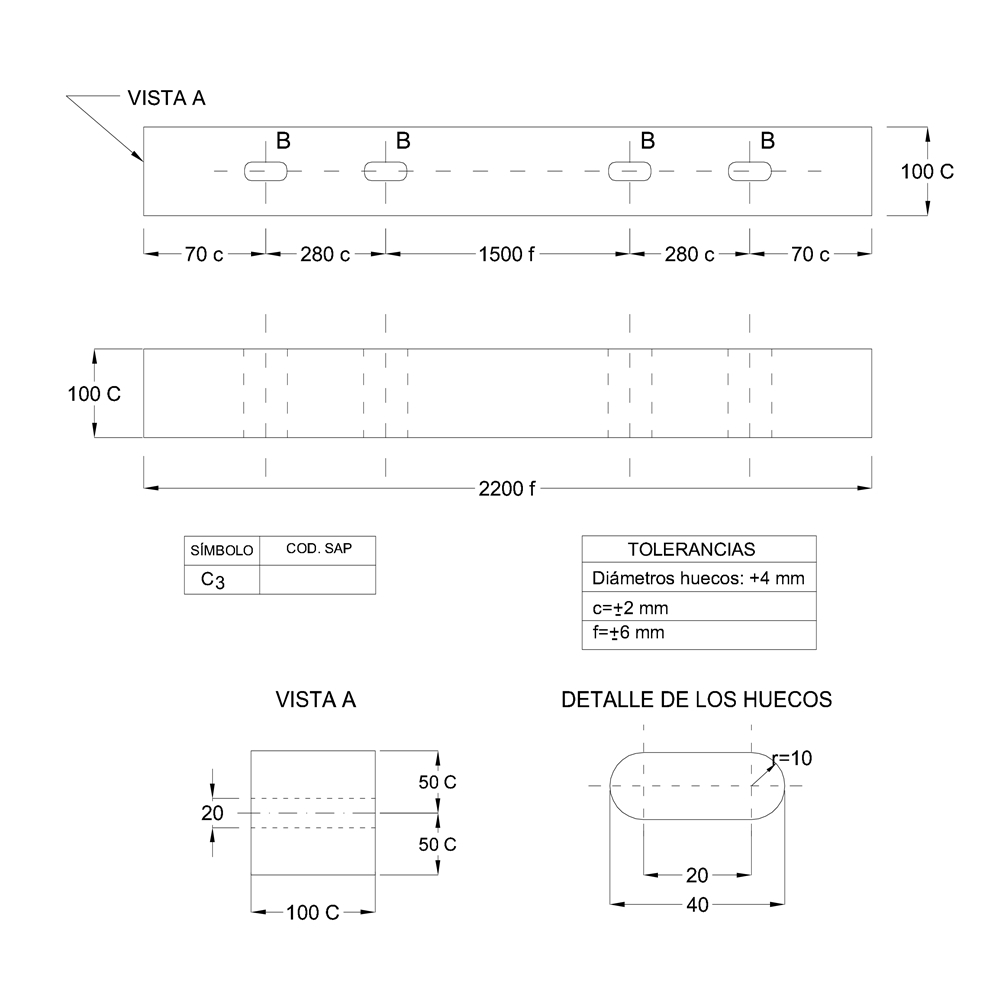 VISTA A
B B B B
100 C
70 c 280 c 1500 f 280 c 70 c
100 C
2200 f
SÍMBOLO COD. SAP
C3
TOLERANCIAS
Diámetros huecos: +4 mm
c=±2 mm
f=±6 mm
VISTA A
50 C
20
50 C
100 C
DETALLE DE LOS HUECOS
r=10
20
40